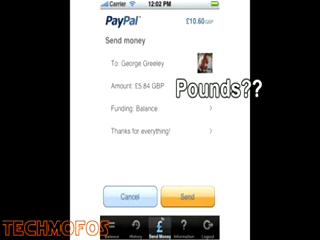 Carrier 12:02 PM
PayPal £10.60 GBP
Send money
To: George Greeley
Amount: £5.84 GBP
Pounds??
Funding: Balance
Thanks for everything!
Cancel Send
Balance History Send Money Information Logout
TECHMOFOS